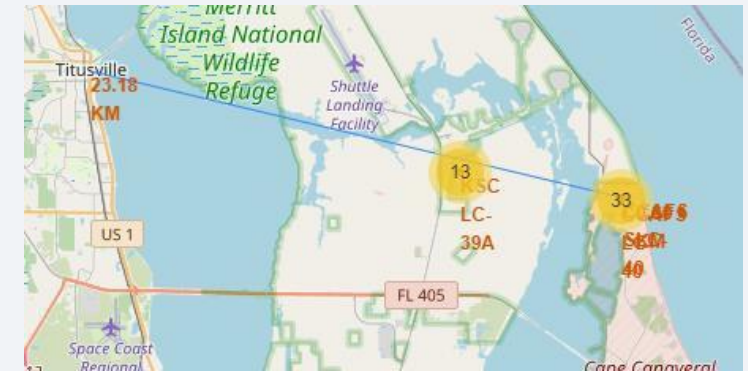 Merritt
Island National
Wildlife
Refuge
Florida
Titusville
23.18
KM
Shuttle
Landing
Facility
13
KSC
LC-
39A
33
40
US 1
FL 405
Space Coast
Regional
Cape Canaveral